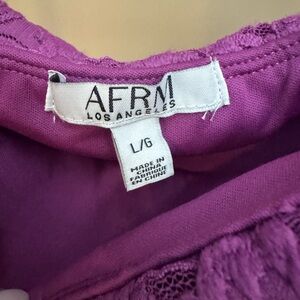 AFRM
LOS ANGELES
L/G
MADE IN
CHINA
FABRIQUÉ
EN CHINE